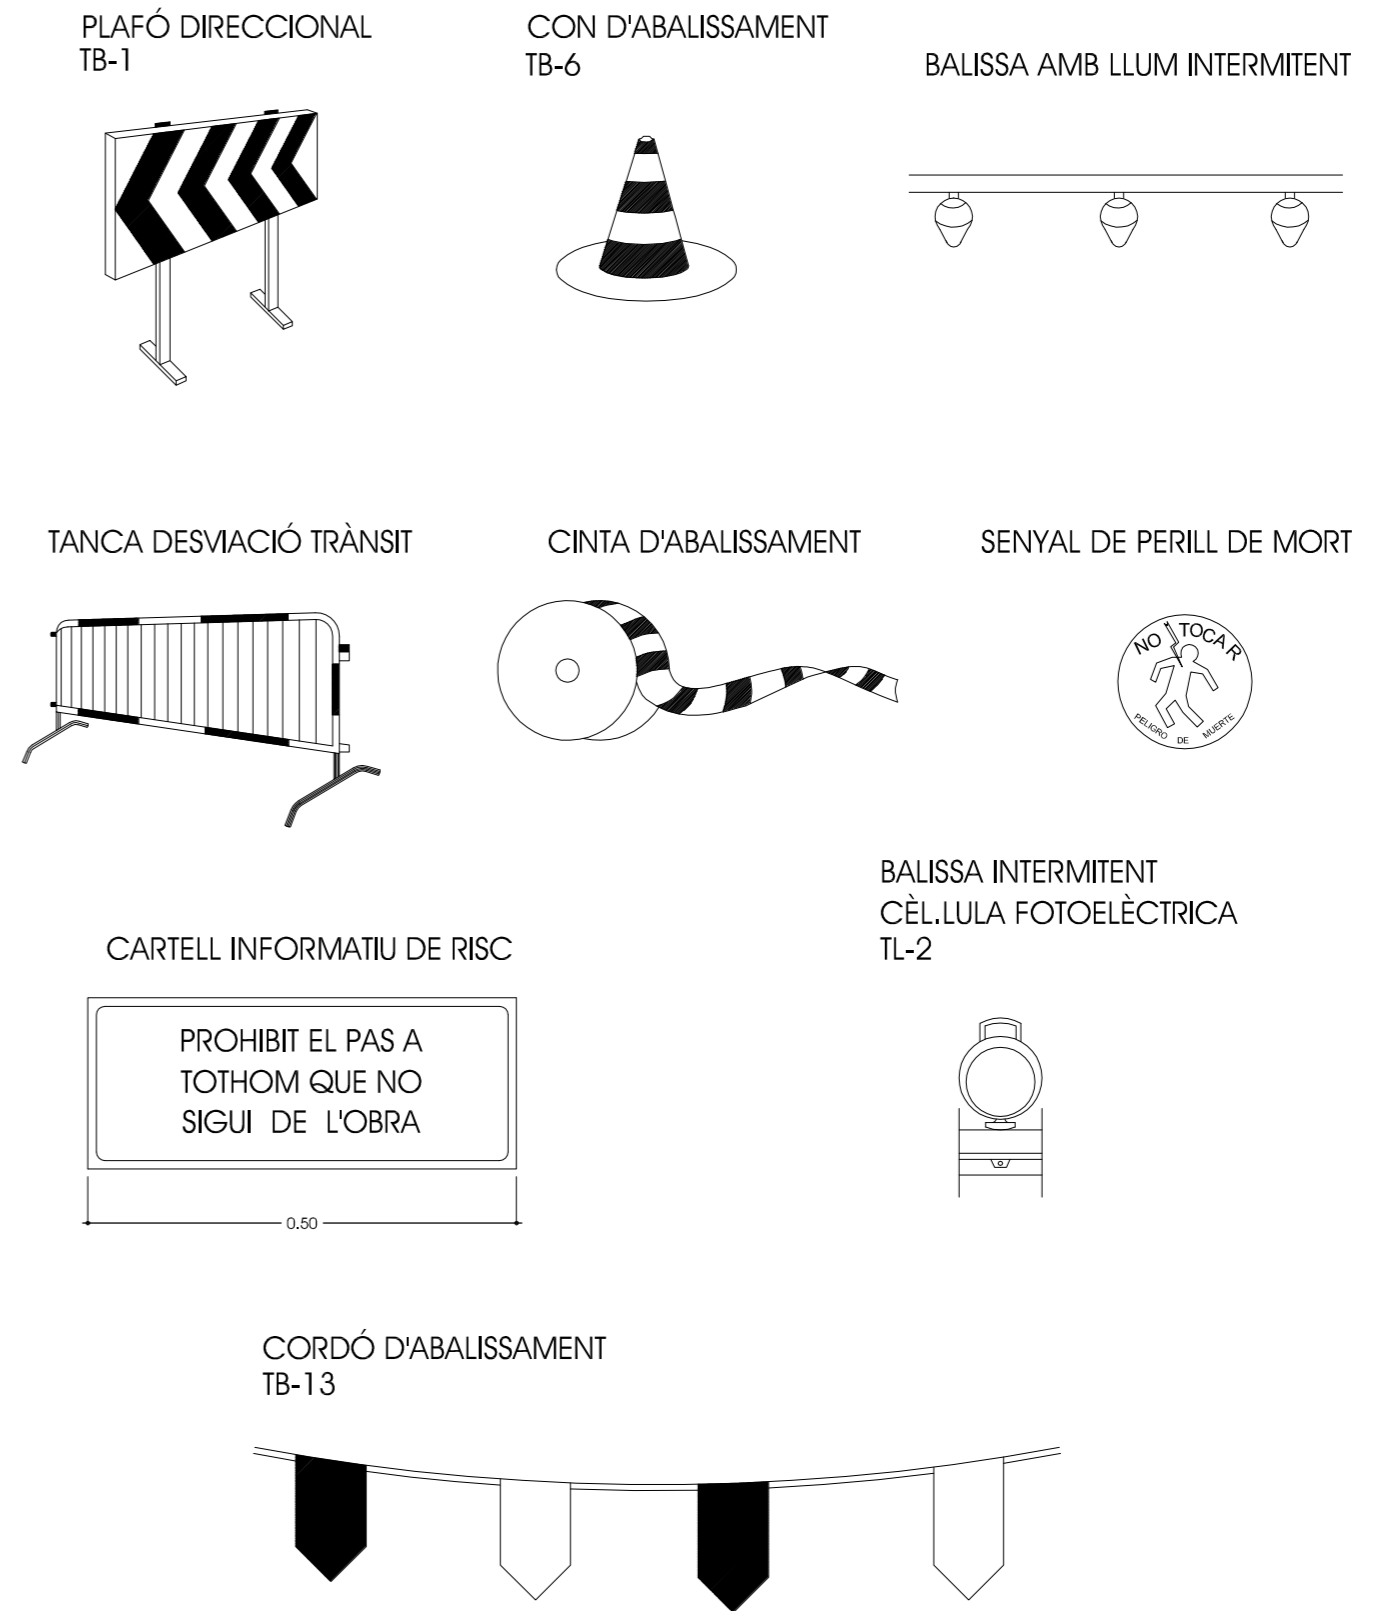 PLAFÓ DIRECCIONAL
TB-1
CON D'ABALISSAMENT
TB-6
BALISSA AMB LLUM INTERMITENT
TANCA DESVIACIÓ TRÀNSIT
CINTA D'ABALISSAMENT
SENYAL DE PERILL DE MORT
NO TOCAR
PELIGRO DE MUERTE
CARTELL INFORMATIU DE RISC
PROHIBIT EL PAS A
TOTHOM QUE NO
SIGUI DE L'OBRA
0.50
BALISSA INTERMITENT
CÈL.LULA FOTOELÈCTRICA
TL-2
CORDÓ D'ABALISSAMENT
TB-13